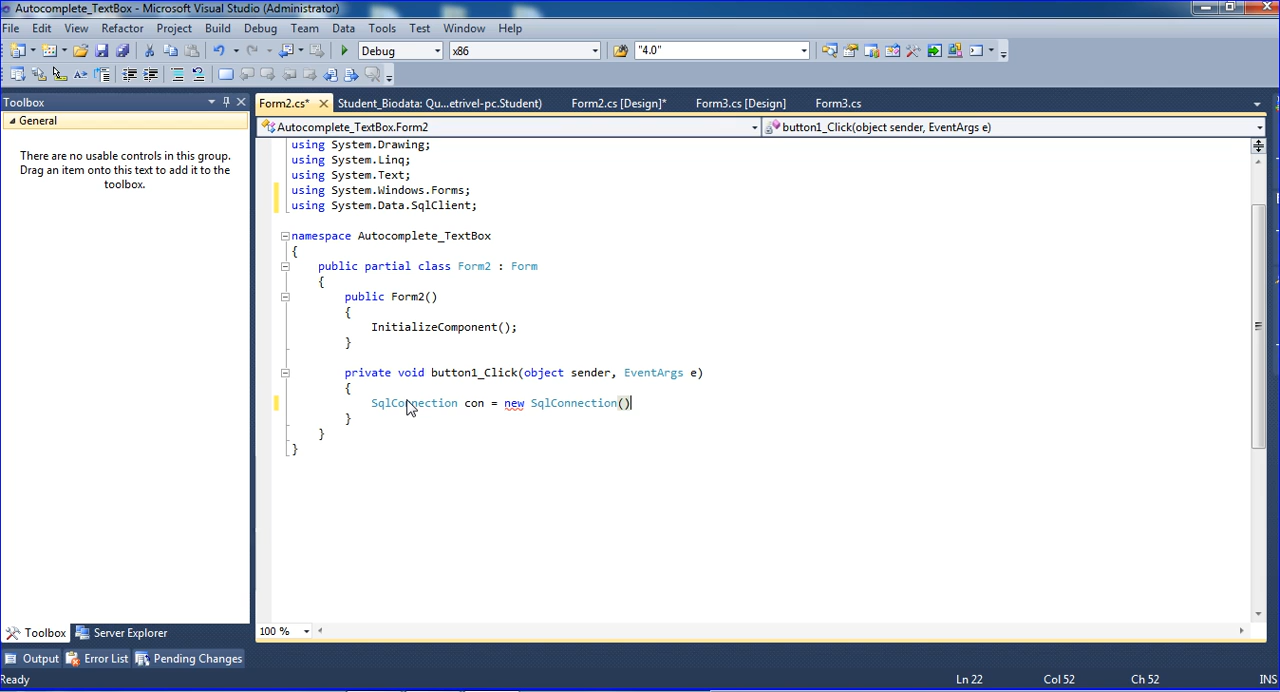 Autocomplete_TextBox - Microsoft Visual Studio (Administrator)
File Edit View Refactor Project Build Debug Team Data Tools Test Window Help
Debug x86 "4.0"
Toolbox
General
There are no usable controls in this group.
Drag an item onto this text to add it to the
toolbox.
Form2.cs* Student_Biodata: Qu...etrivel-pc.Student) Form2.cs [Design]* Form3.cs [Design] Form3.cs
Autocomplete_TextBox.Form2 button1_Click(object sender, EventArgs e)
using System.Drawing;
using System.Linq;
using System.Text;
using System.Windows.Forms;
using System.Data.SqlClient;
namespace Autocomplete_TextBox
{
public partial class Form2 : Form
{
public Form2()
{
InitializeComponent();
}
private void button1_Click(object sender, EventArgs e)
{
SqlConnection con = new SqlConnection()
}
}
}
100 %
Toolbox Server Explorer
Output Error List Pending Changes
Ready Ln 22 Col 52 Ch 52 INS